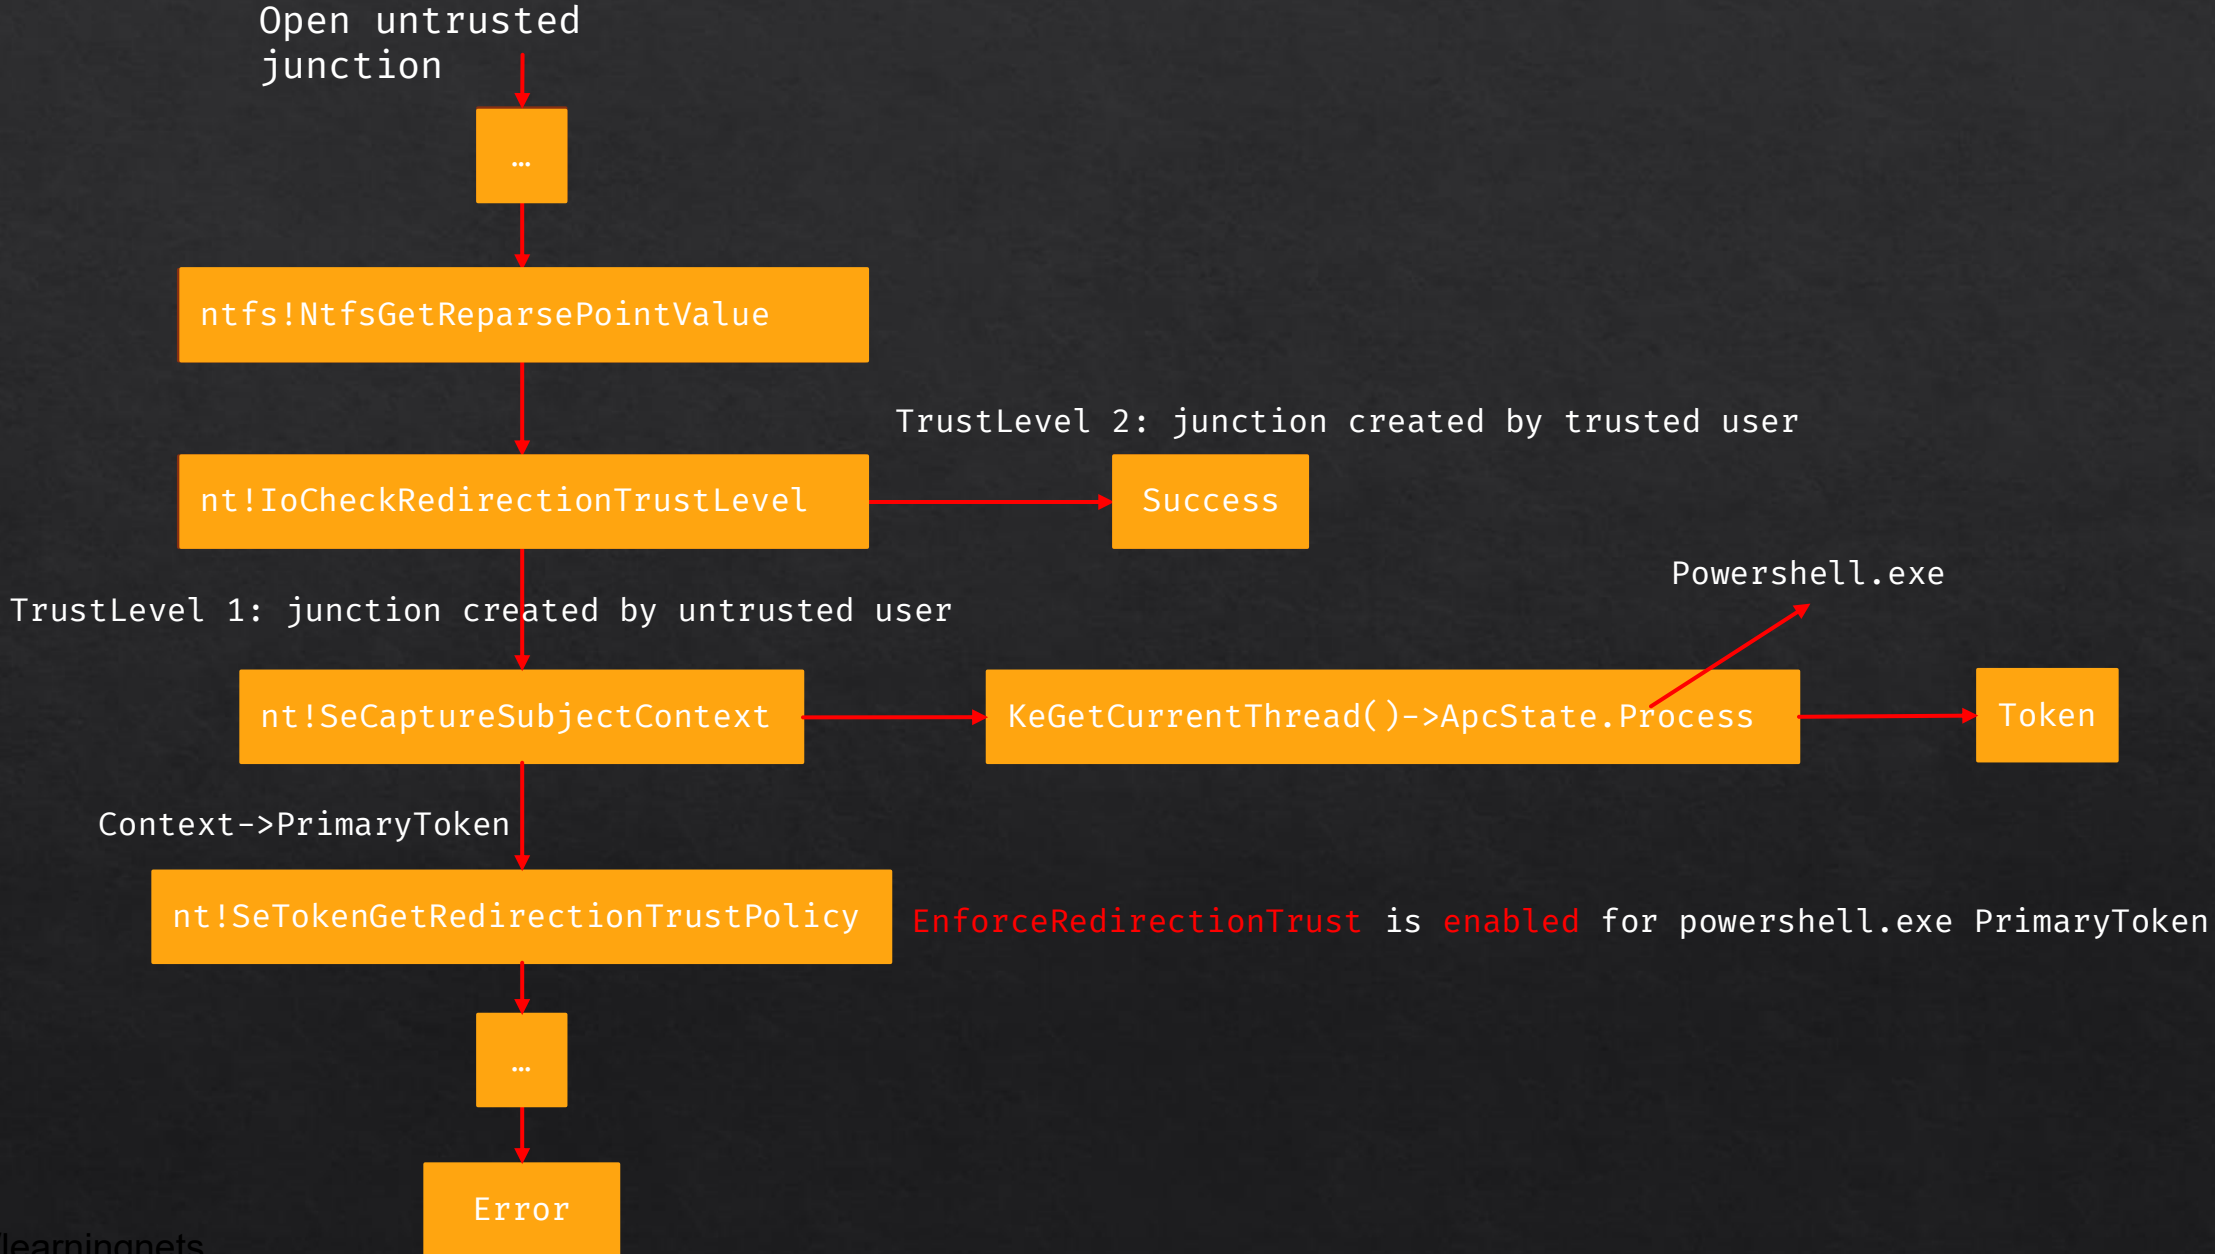 Open untrusted
junction
…
ntfs!NtfsGetReparsePointValue
TrustLevel 2: junction created by trusted user
nt!IoCheckRedirectionTrustLevel
Success
Powershell.exe
TrustLevel 1: junction created by untrusted user
nt!SeCaptureSubjectContext
KeGetCurrentThread()->ApcState.Process
Token
Context->PrimaryToken
nt!SeTokenGetRedirectionTrustPolicy
EnforceRedirectionTrust is enabled for powershell.exe PrimaryToken
…
Error
learningnets